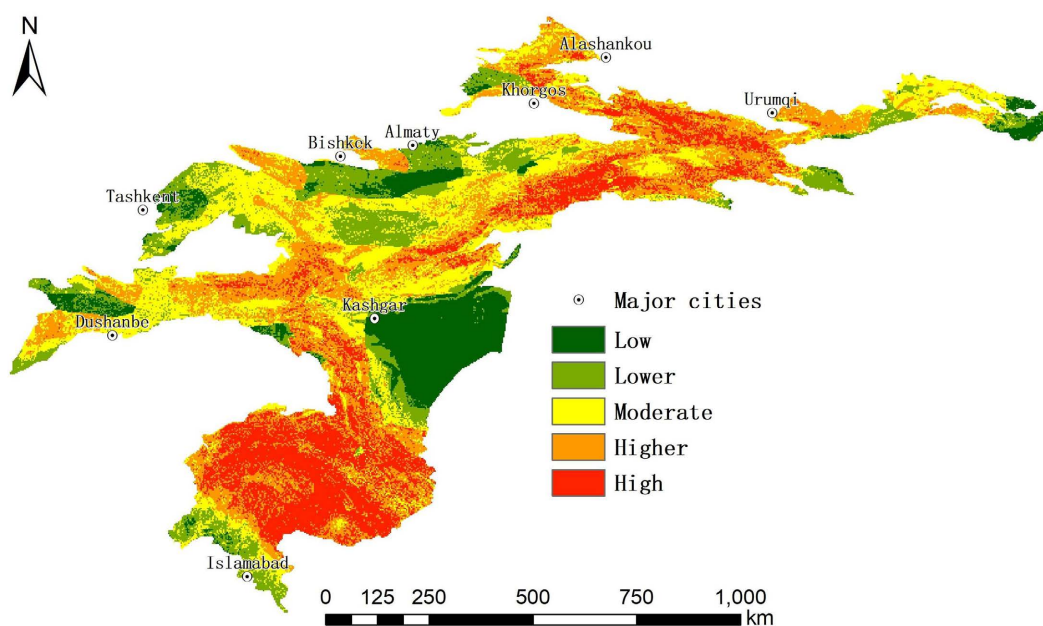 N
Alashankou
Khorgos
Urumqi
Almaty
Bishkek
Tashkent
Kashgar
Dushanbe
Major cities
Low
Lower
Moderate
Higher
High
Islamabad
0 125 250 500 750 1,000
km